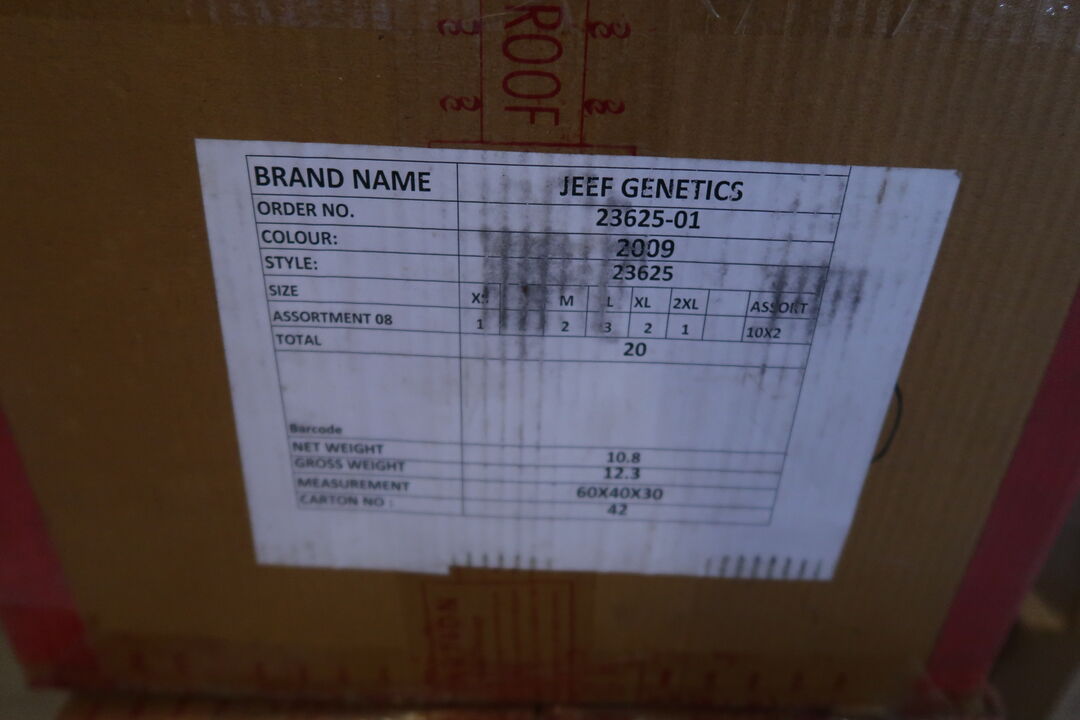 ROOF
BRAND NAME JEEF GENETICS
ORDER NO. 23625-01
COLOUR: 2009
STYLE: 23625
SIZE M L XL 2XL ASSORT
ASSORTMENT 08 1 2 3 2 1 10X2
TOTAL 20
Barcode
NET WEIGHT 10.8
GROSS WEIGHT 12.3
MEASUREMENT 60X40X30
CARTON NO : 42